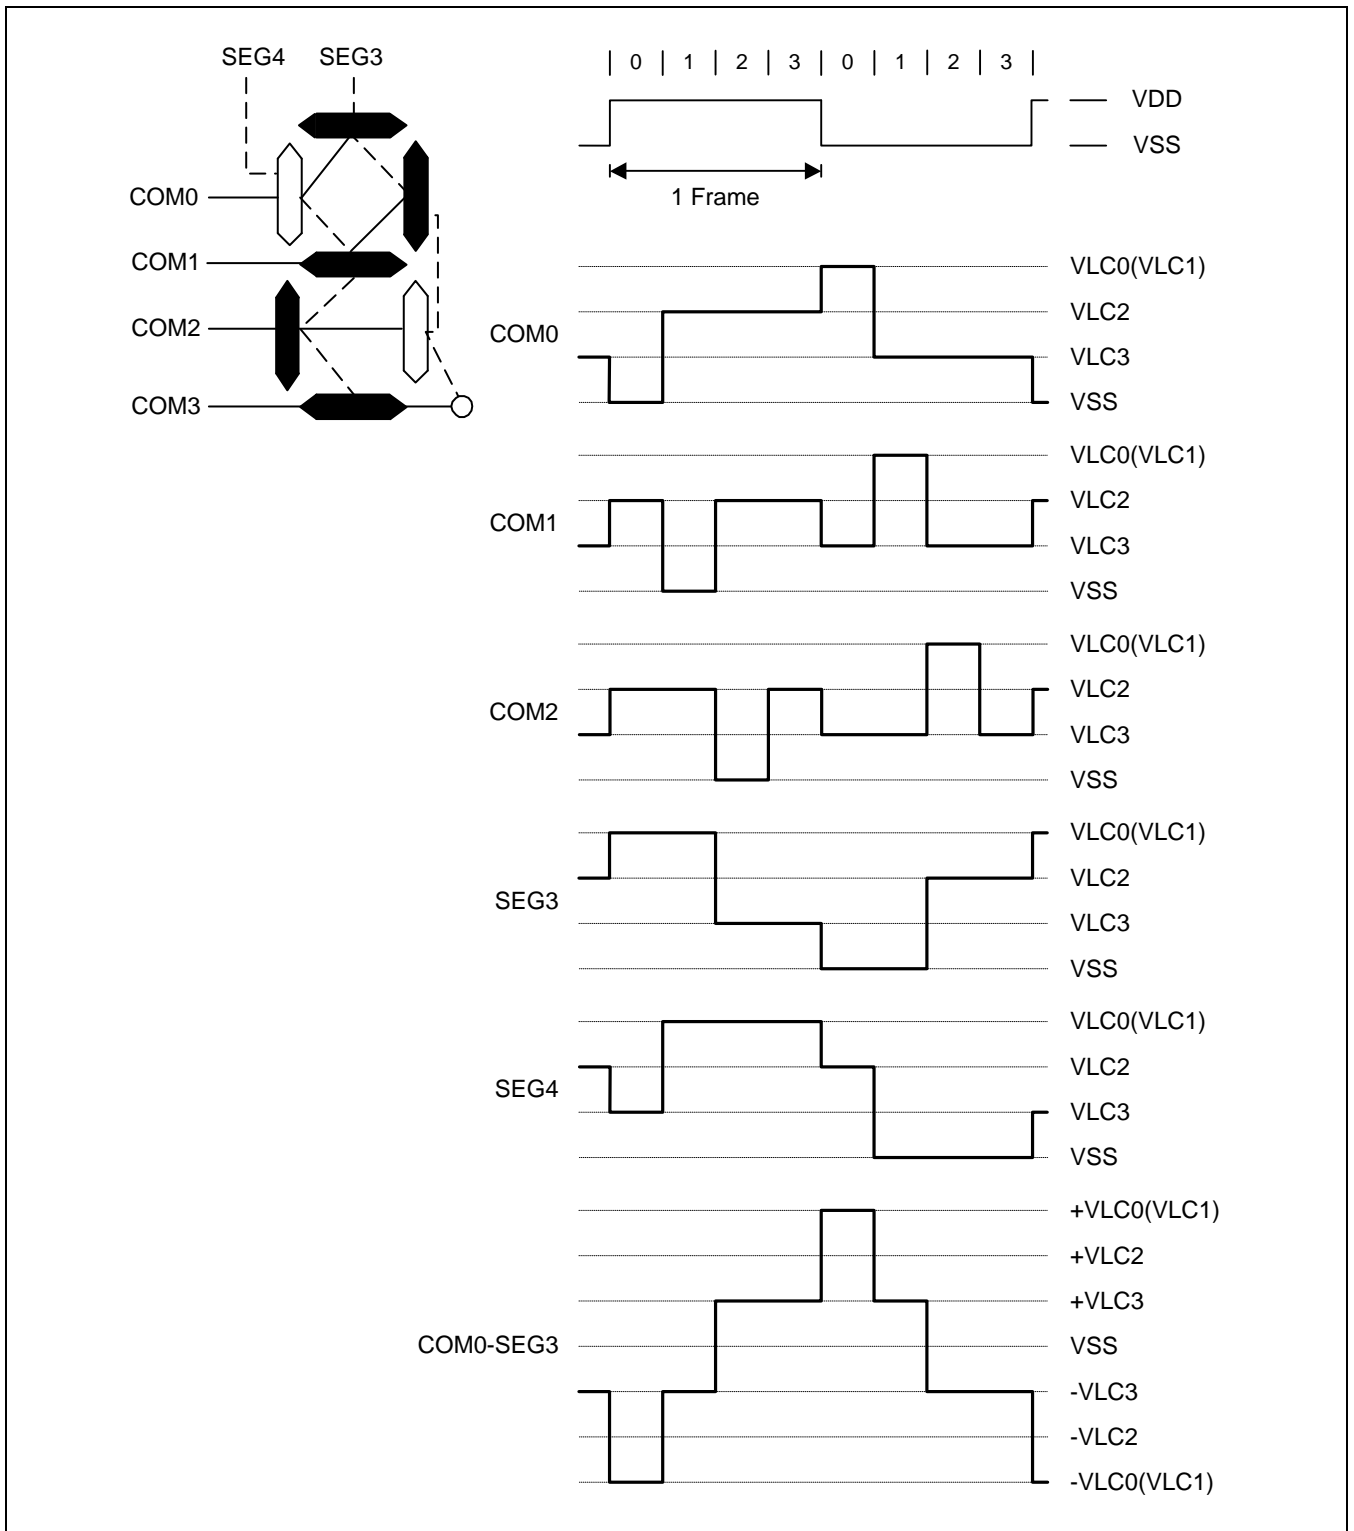 SEG4 SEG3
| 0 | 1 | 2 | 3 | 0 | 1 | 2 | 3 |
VDD
VSS
1 Frame
COM0
COM1
COM2
COM3
COM0
VLC0(VLC1)
VLC2
VLC3
VSS
COM1
VLC0(VLC1)
VLC2
VLC3
VSS
COM2
VLC0(VLC1)
VLC2
VLC3
VSS
SEG3
VLC0(VLC1)
VLC2
VLC3
VSS
SEG4
VLC0(VLC1)
VLC2
VLC3
VSS
COM0-SEG3
+VLC0(VLC1)
+VLC2
+VLC3
VSS
-VLC3
-VLC2
-VLC0(VLC1)